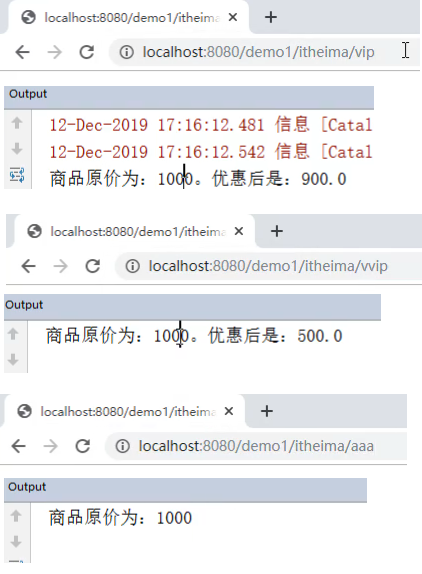 localhost:8080/demo1/itheima
localhost:8080/demo1/itheima/vip
Output
12-Dec-2019 17:16:12.481 信息 [Catal
12-Dec-2019 17:16:12.542 信息 [Catal
商品原价为：1000。优惠后是：900.0
localhost:8080/demo1/itheima
localhost:8080/demo1/itheima/vvip
Output
商品原价为：1000。优惠后是：500.0
localhost:8080/demo1/itheima
localhost:8080/demo1/itheima/aaa
Output
商品原价为：1000